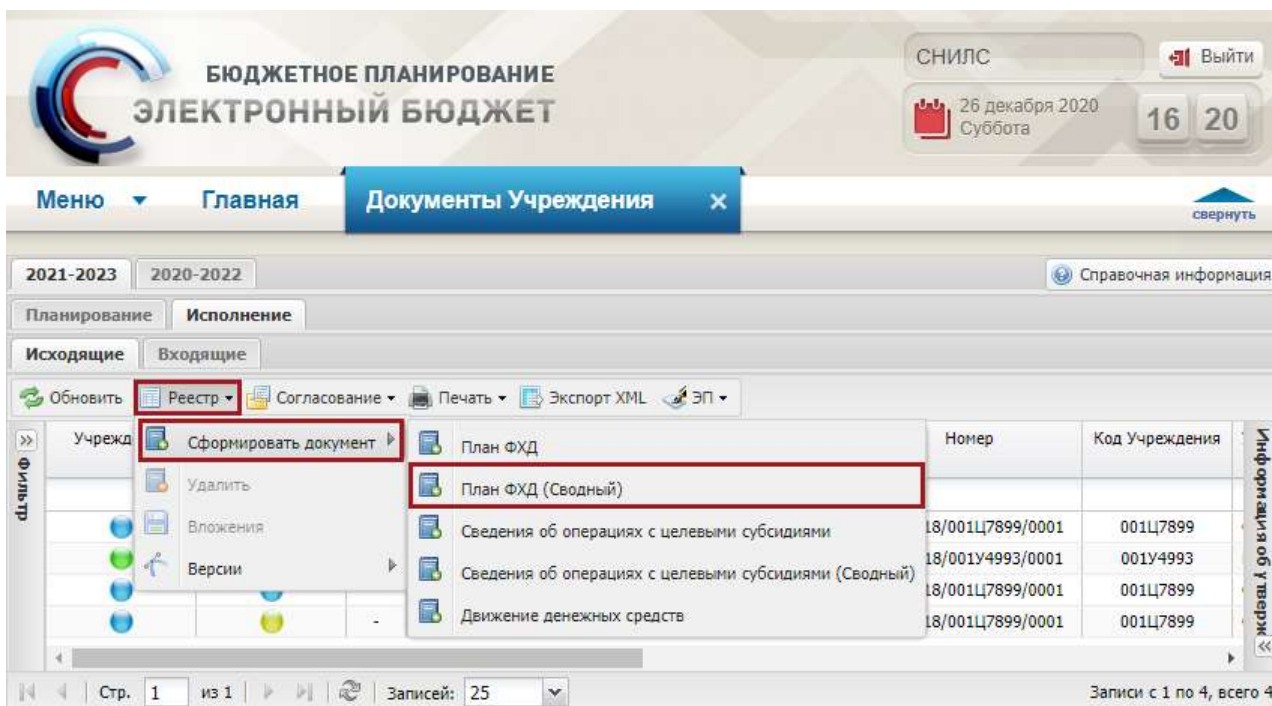 БЮДЖЕТНОЕ ПЛАНИРОВАНИЕ
ЭЛЕКТРОННЫЙ БЮДЖЕТ
СНИЛС
Выйти
26 декабря 2020
Суббота
16 20
Меню
Главная
Документы Учреждения
свернуть
2021-2023
2020-2022
Справочная информация
Планирование
Исполнение
Исходящие
Входящие
Обновить
Реестр
Согласование
Печать
Экспорт XML
ЭП
Фильтр
Учрежд
Сформировать документ
Удалить
Вложения
Версии
План ФХД
План ФХД (Сводный)
Сведения об операциях с целевыми субсидиями
Сведения об операциях с целевыми субсидиями (Сводный)
Движение денежных средств
Номер
Код Учреждения
18/001Ц7899/0001 001Ц7899
18/001У4993/0001 001У4993
18/001Ц7899/0001 001Ц7899
- 18/001Ц7899/0001 001Ц7899
Информация об утверж
Стр. 1 из 1
Записей: 25
Записи с 1 по 4, всего 4